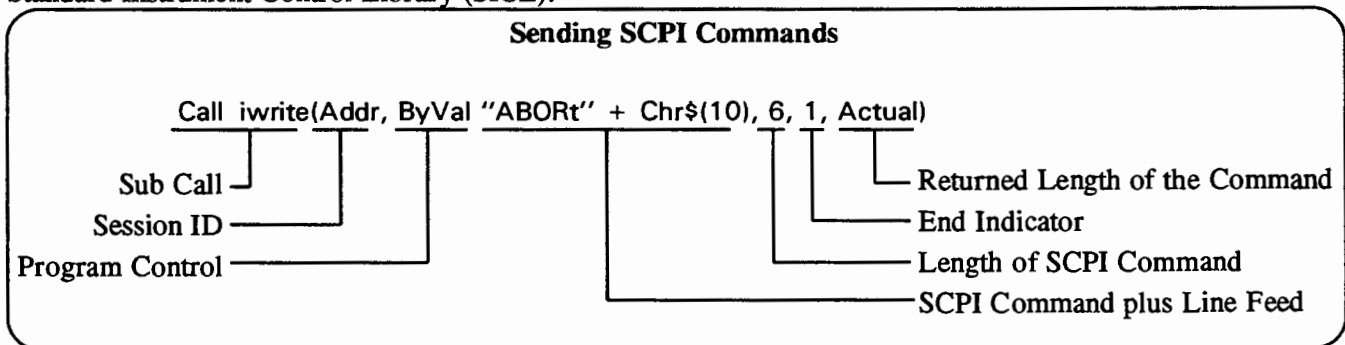 Standard Instrument Control Library (SICL).
Sending SCPI Commands
Call iwrite(Addr, ByVal "ABORt" + Chr$(10), 6, 1, Actual)
Sub Call
Returned Length of the Command
Session ID
End Indicator
Program Control
Length of SCPI Command
SCPI Command plus Line Feed